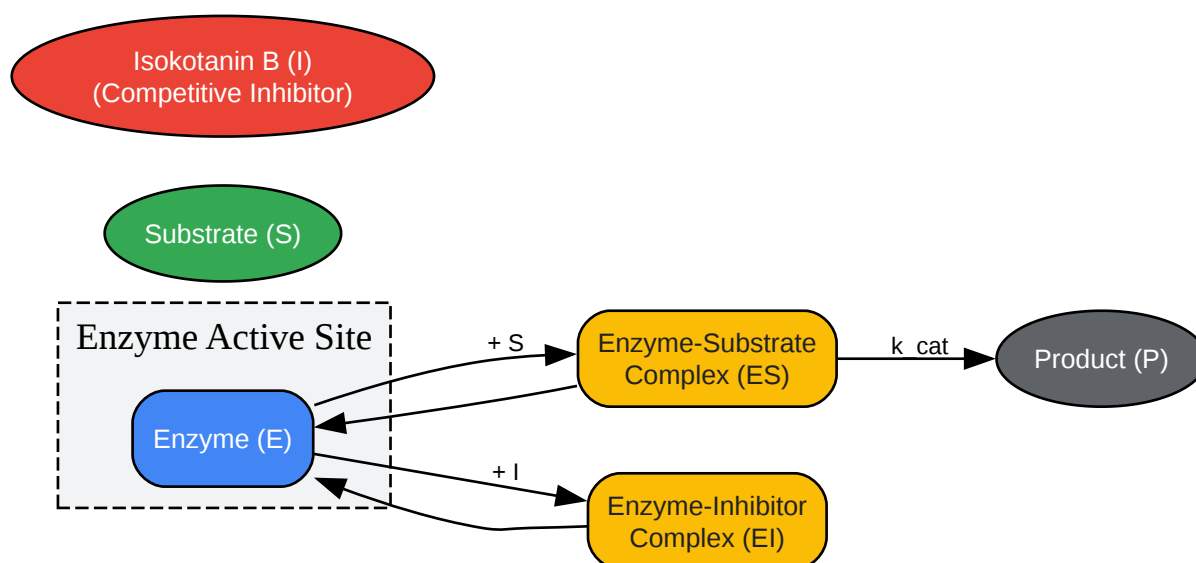 Isokotanin B (I)
(Competitive Inhibitor)
Substrate (S)
Enzyme Active Site
Enzyme (E)
+ S
Enzyme-Substrate
Complex (ES)
k_cat
Product (P)
+ I
Enzyme-Inhibitor
Complex (EI)